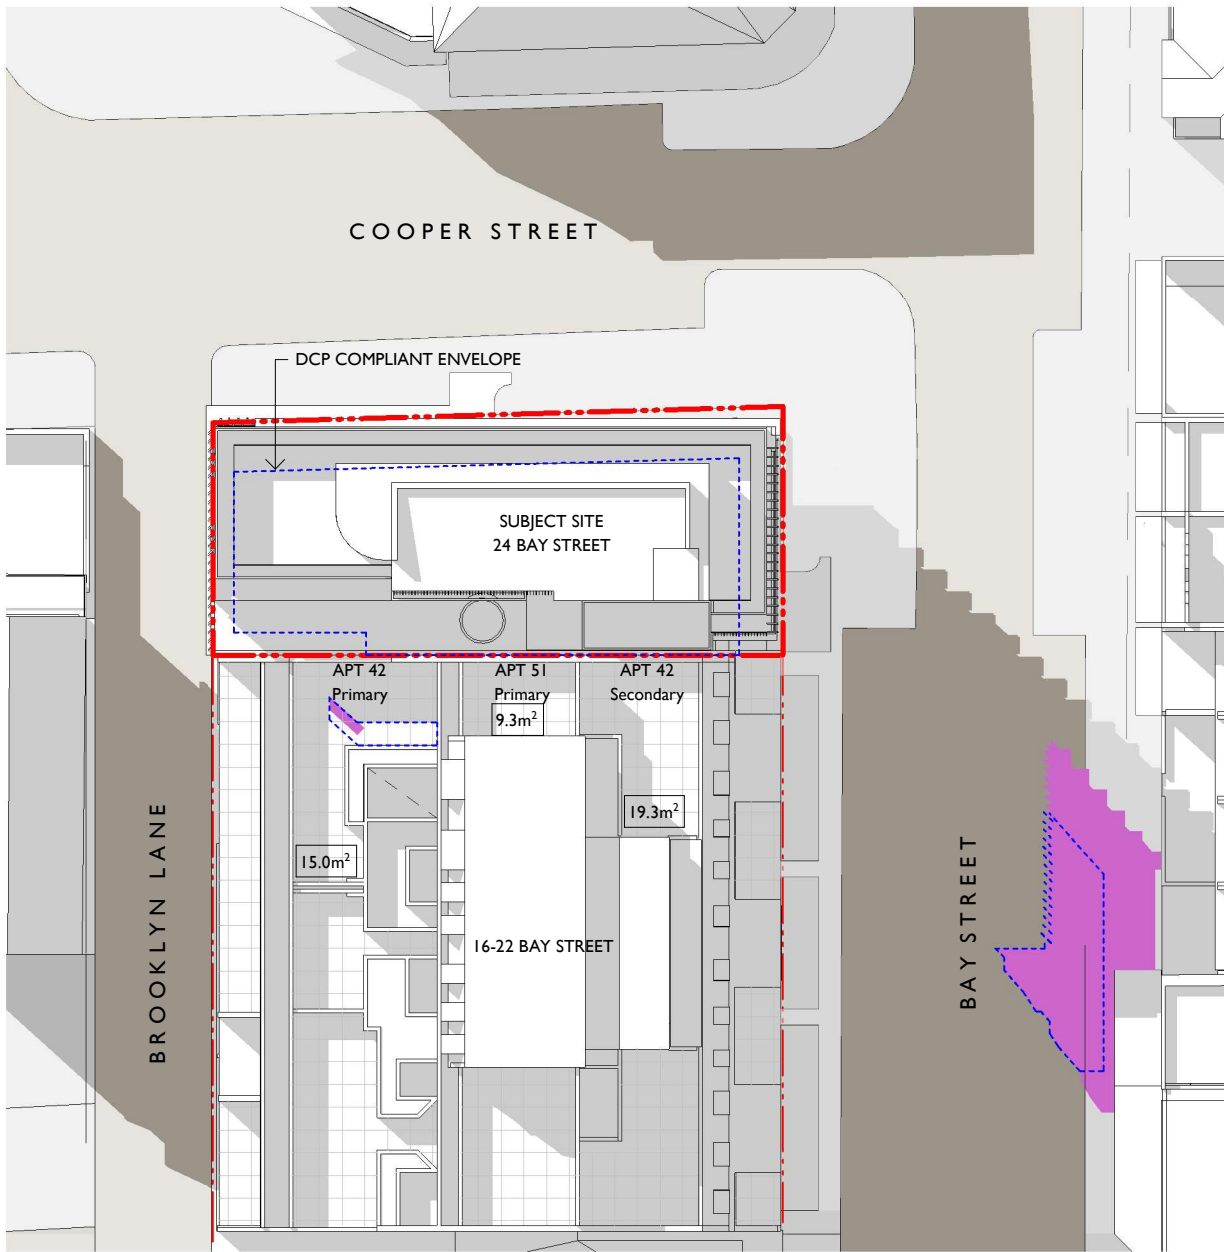 COOPER STREET
DCP COMPLIANT ENVELOPE
SUBJECT SITE
24 BAY STREET
APT 42
Primary
APT 51
Primary
9.3m²
APT 42
Secondary
19.3m²
15.0m²
16-22 BAY STREET
BROOKLYN LANE
BAY STREET